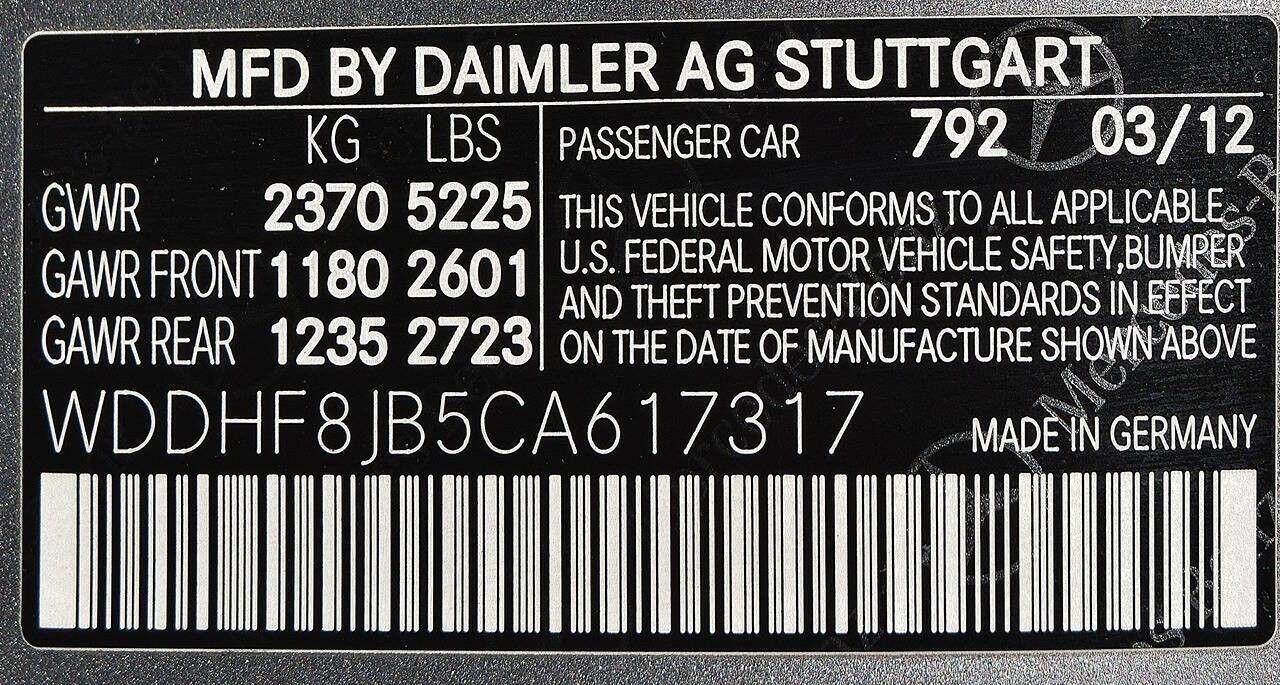 MFD BY DAIMLER AG STUTTGART
KG LBS
GVWR 2370 5225
GAWR FRONT 1180 2601
GAWR REAR 1235 2723
PASSENGER CAR 792 03/12
THIS VEHICLE CONFORMS TO ALL APPLICABLE
U.S. FEDERAL MOTOR VEHICLE SAFETY,BUMPER
AND THEFT PREVENTION STANDARDS IN EFFECT
ON THE DATE OF MANUFACTURE SHOWN ABOVE
WDDHF8JB5CA617317
MADE IN GERMANY